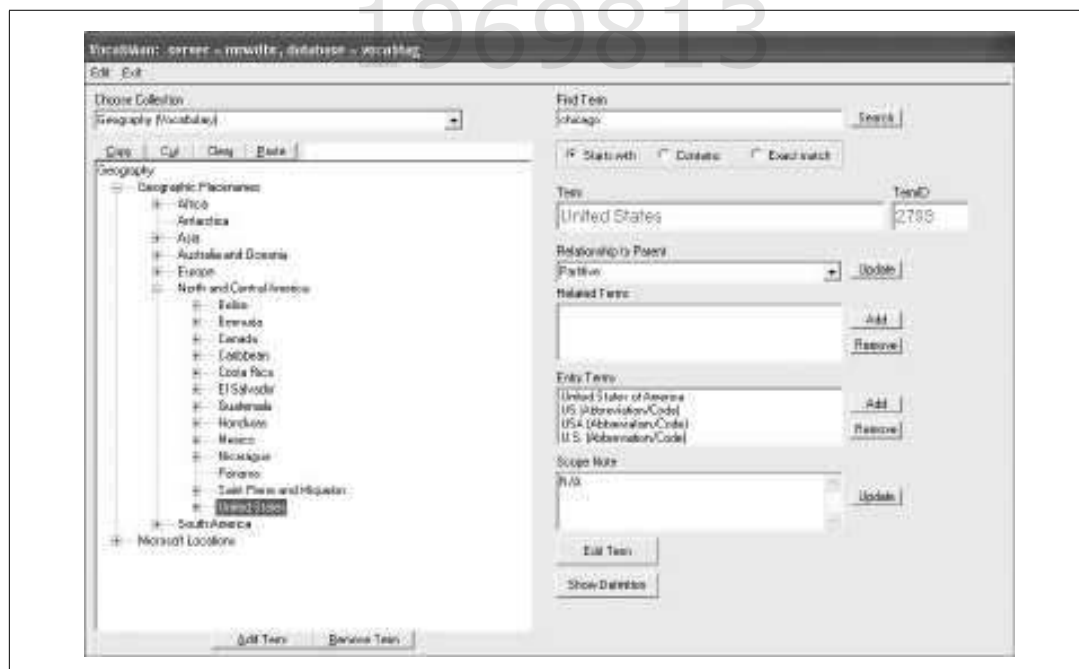 1969813
VocabMan: server = mrwilbr, database = vocabtag
Edit Exit
Choose Collection
Geography (Vocabulary)
Copy Cut Clear Paste
Geography
Geographic Placenames
Africa
Antarctica
Asia
Australia and Oceania
Europe
North and Central America
Belize
Bermuda
Canada
Caribbean
Costa Rica
El Salvador
Guatemala
Honduras
Mexico
Nicaragua
Panama
Saint Pierre and Miquelon
United States
South America
Microsoft Locations
Add Term Remove Term
Find Term
chicago Search
Starts with Contains Exact match
Term TermID
United States 2799
Relationship to Parent
Partitive Update
Related Terms
Add
Remove
Entry Terms
United States of America
US (Abbreviation/Code)
USA (Abbreviation/Code)
U.S. (Abbreviation/Code)
Add
Remove
Scope Note
N/A
Update
Edit Term
Show Definition